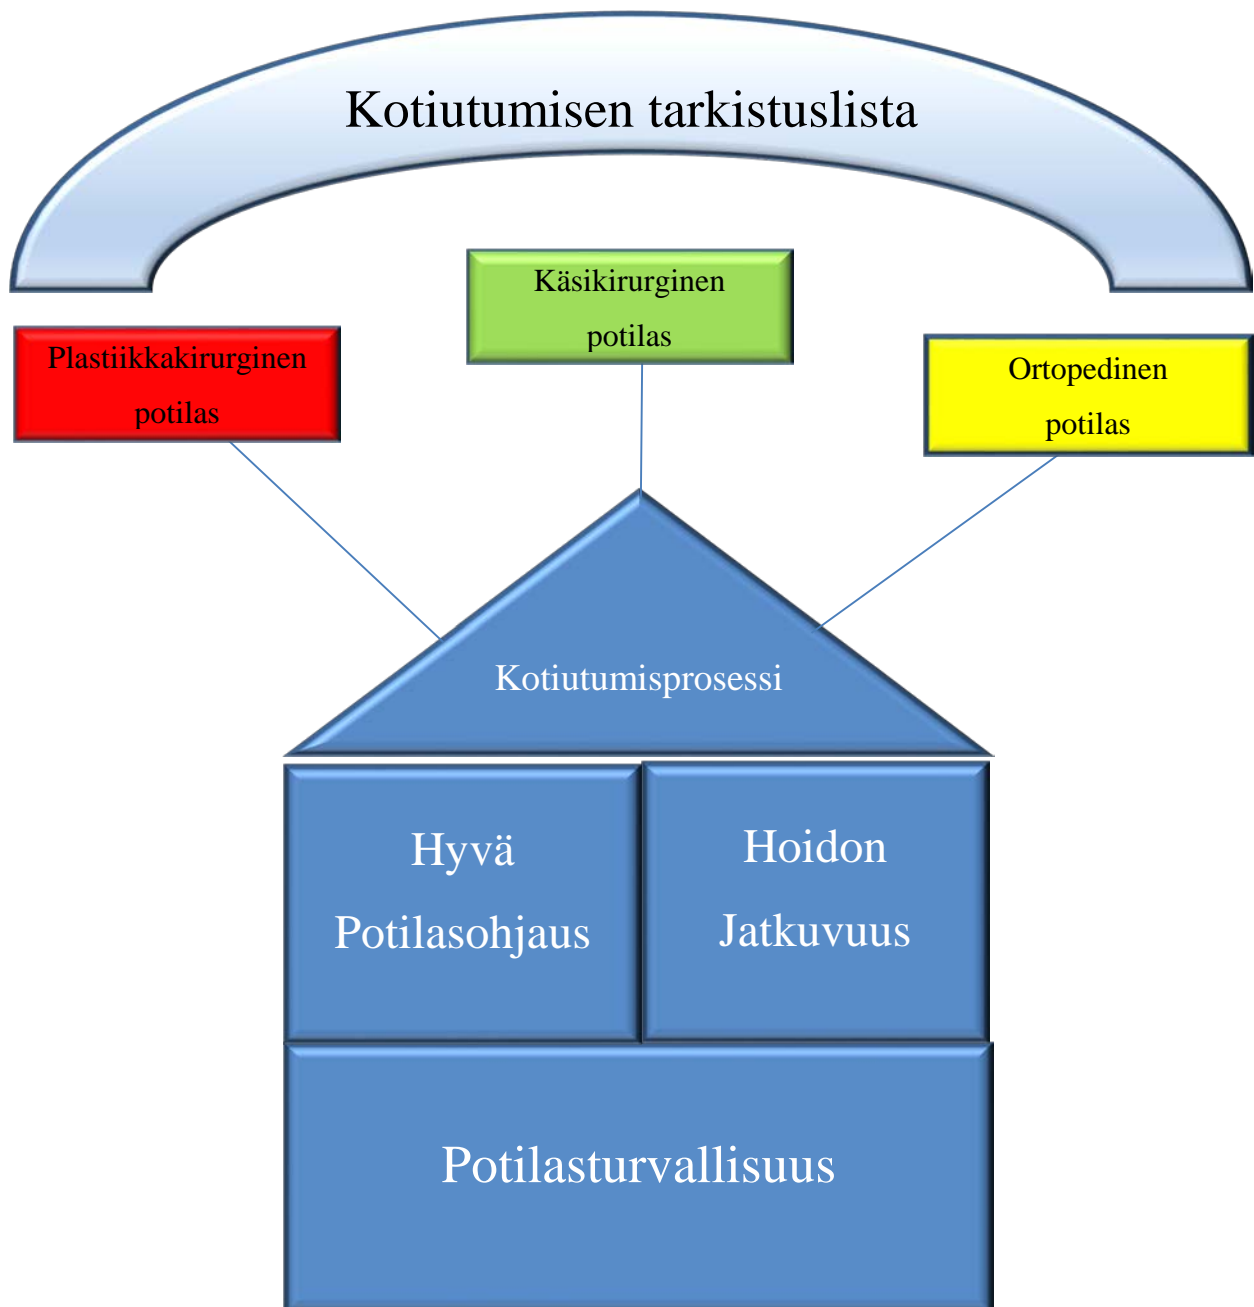 Kotiutumisen tarkistuslista
Käsikirurginen
potilas
Plastiikkakirurginen
potilas
Ortopedinen
potilas
Kotiutumisprosessi
Hyvä
Potilasohjaus
Hoidon
Jatkuvuus
Potilasturvallisuus